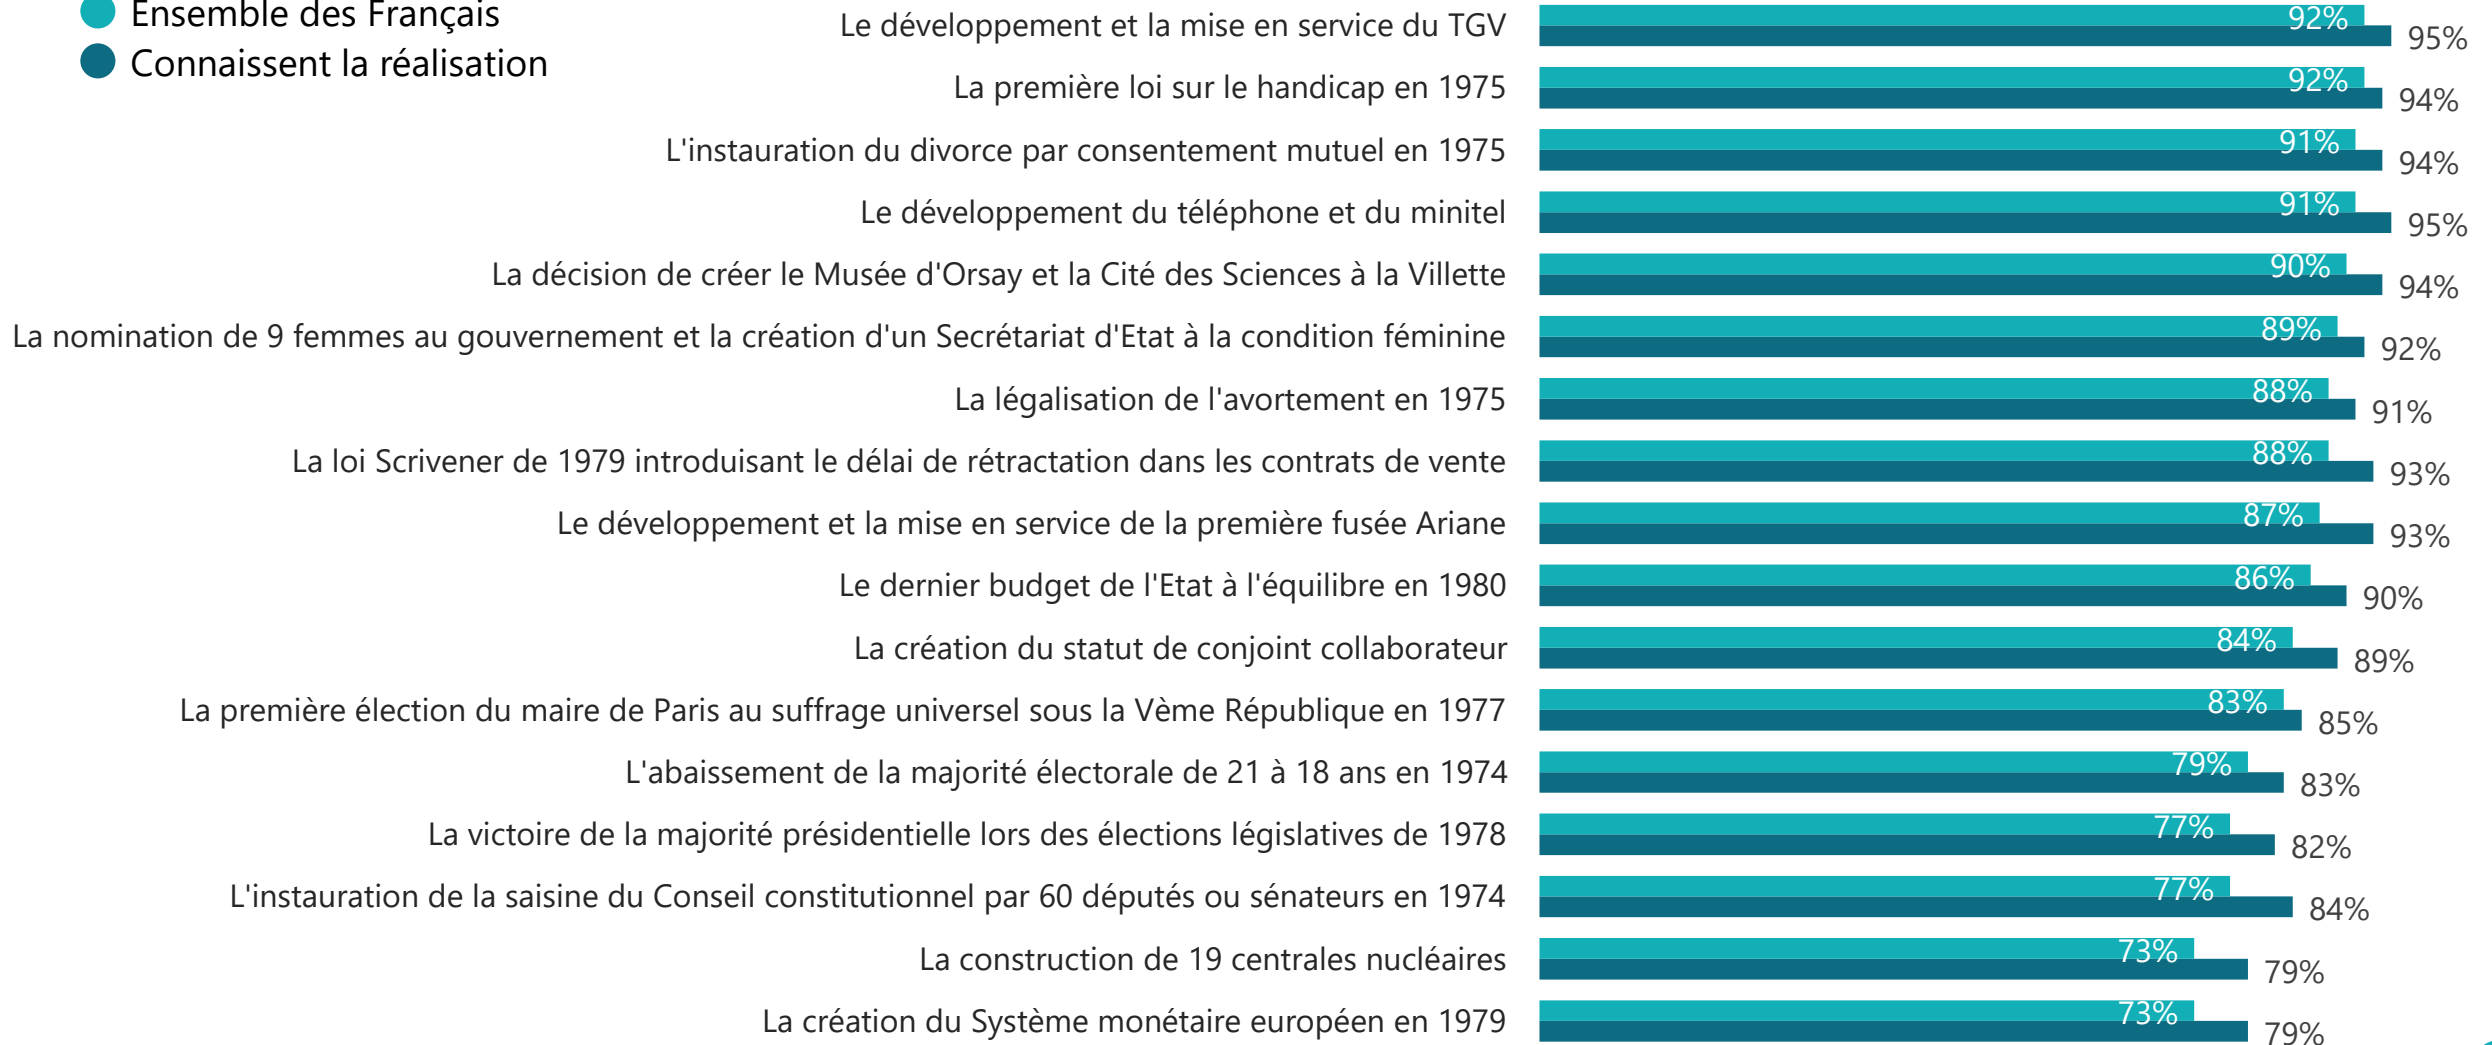 Ensemble des Français
Connaissent la réalisation
Le développement et la mise en service du TGV 92% 95%
La première loi sur le handicap en 1975 92% 94%
L'instauration du divorce par consentement mutuel en 1975 91% 94%
Le développement du téléphone et du minitel 91% 95%
La décision de créer le Musée d'Orsay et la Cité des Sciences à la Villette 90% 94%
La nomination de 9 femmes au gouvernement et la création d'un Secrétariat d'Etat à la condition féminine 89% 92%
La légalisation de l'avortement en 1975 88% 91%
La loi Scrivener de 1979 introduisant le délai de rétractation dans les contrats de vente 88% 93%
Le développement et la mise en service de la première fusée Ariane 87% 93%
Le dernier budget de l'Etat à l'équilibre en 1980 86% 90%
La création du statut de conjoint collaborateur 84% 89%
La première élection du maire de Paris au suffrage universel sous la Vème République en 1977 83% 85%
L'abaissement de la majorité électorale de 21 à 18 ans en 1974 79% 83%
La victoire de la majorité présidentielle lors des élections législatives de 1978 77% 82%
L'instauration de la saisine du Conseil constitutionnel par 60 députés ou sénateurs en 1974 77% 84%
La construction de 19 centrales nucléaires 73% 79%
La création du Système monétaire européen en 1979 73% 79%